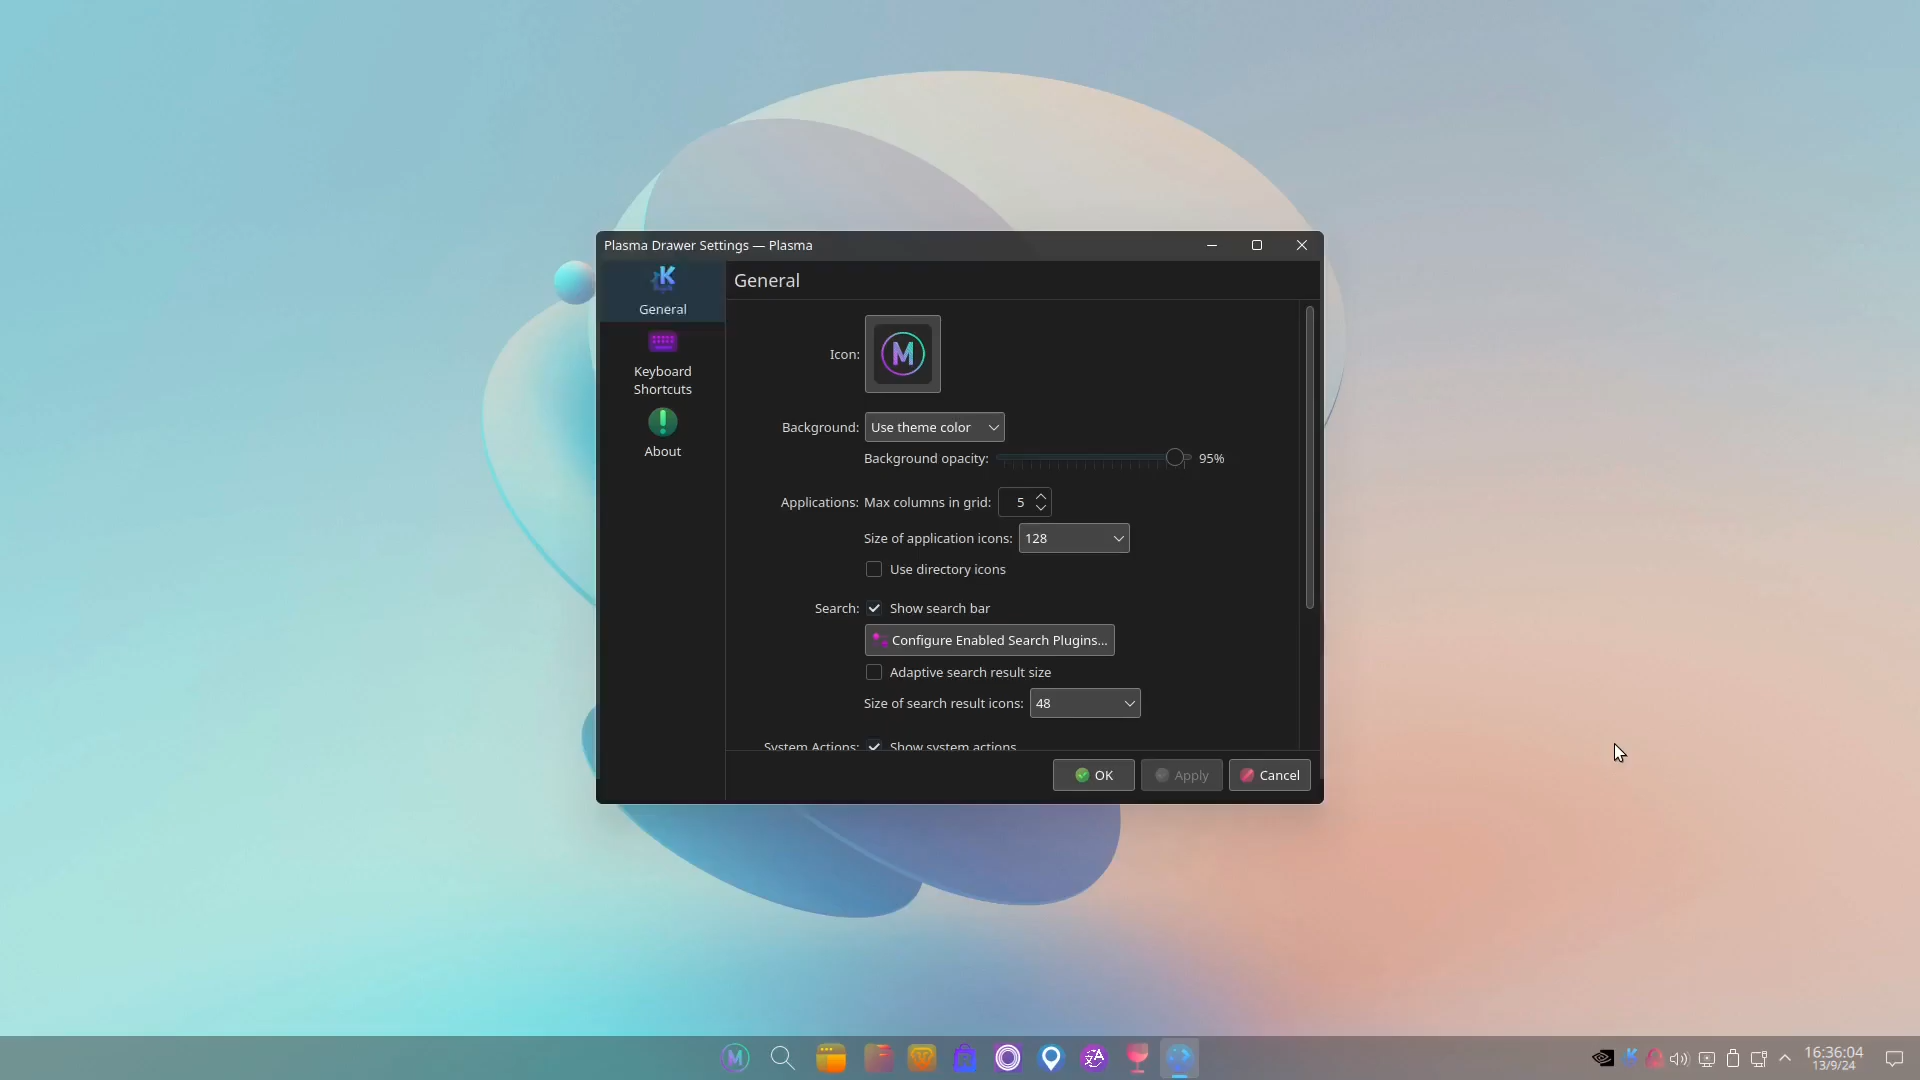 Plasma Drawer Settings — Plasma
General
Keyboard
Shortcuts
About
General
Icon:
M
Background: Use theme color
Background opacity: 95%
Applications: Max columns in grid: 5
Size of application icons: 128
Use directory icons
Search: Show search bar
Configure Enabled Search Plugins...
Adaptive search result size
Size of search result icons: 48
System Actions: Show system actions
OK Apply Cancel
16:36:04
13/9/24